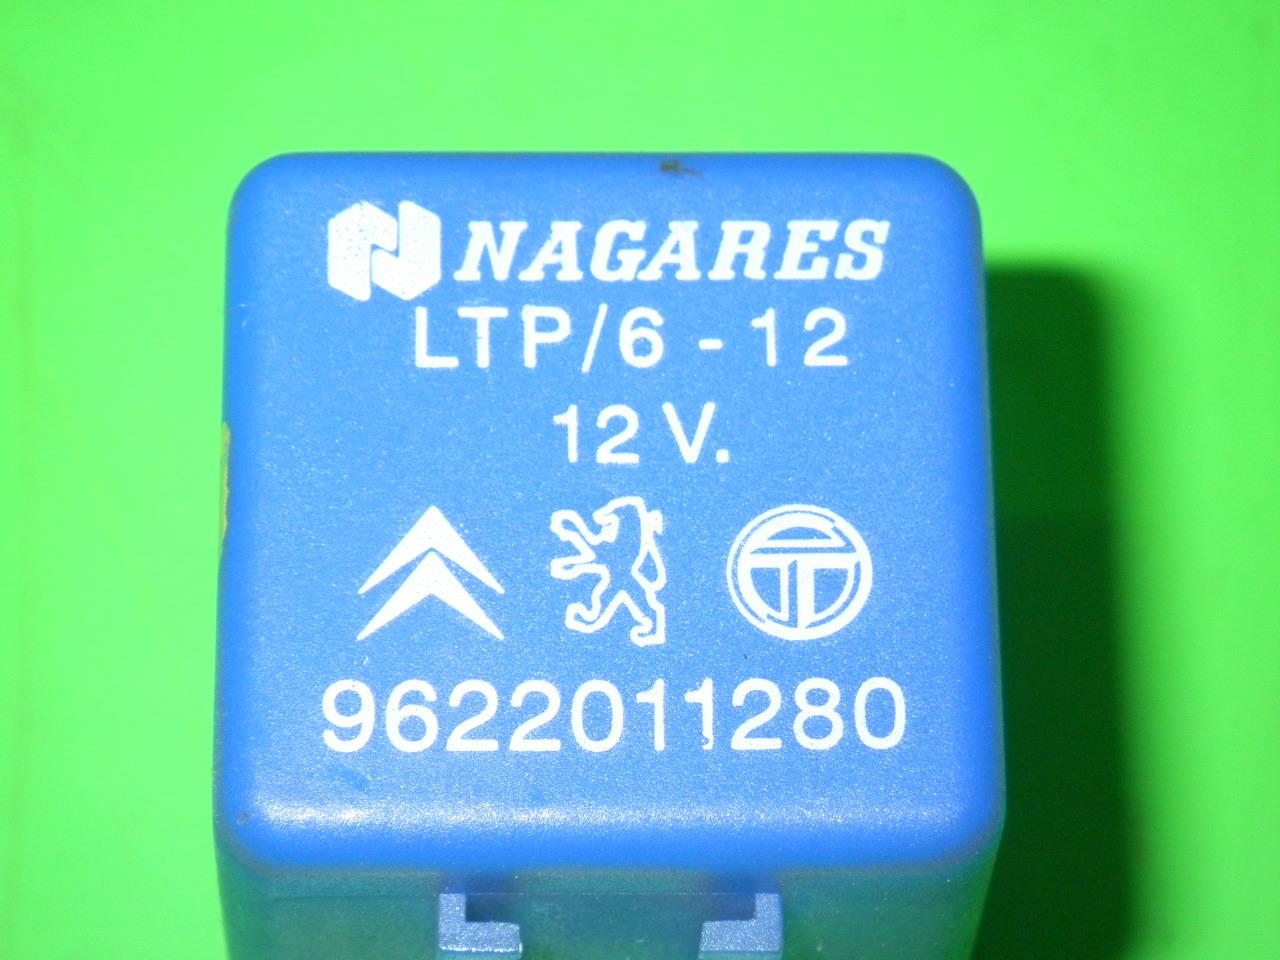 NAGARES
LTP/6 - 12
12 V.
9622011280